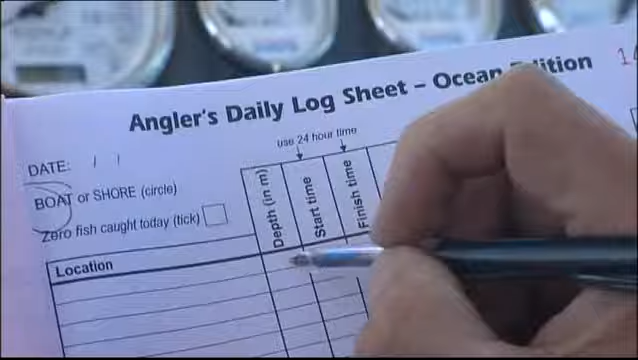 Angler's Daily Log Sheet – Ocean Edition
use 24 hour time
DATE: / /
BOAT or SHORE (circle)
Zero fish caught today (tick)
Location
Depth (in m)
Start time
Finish time